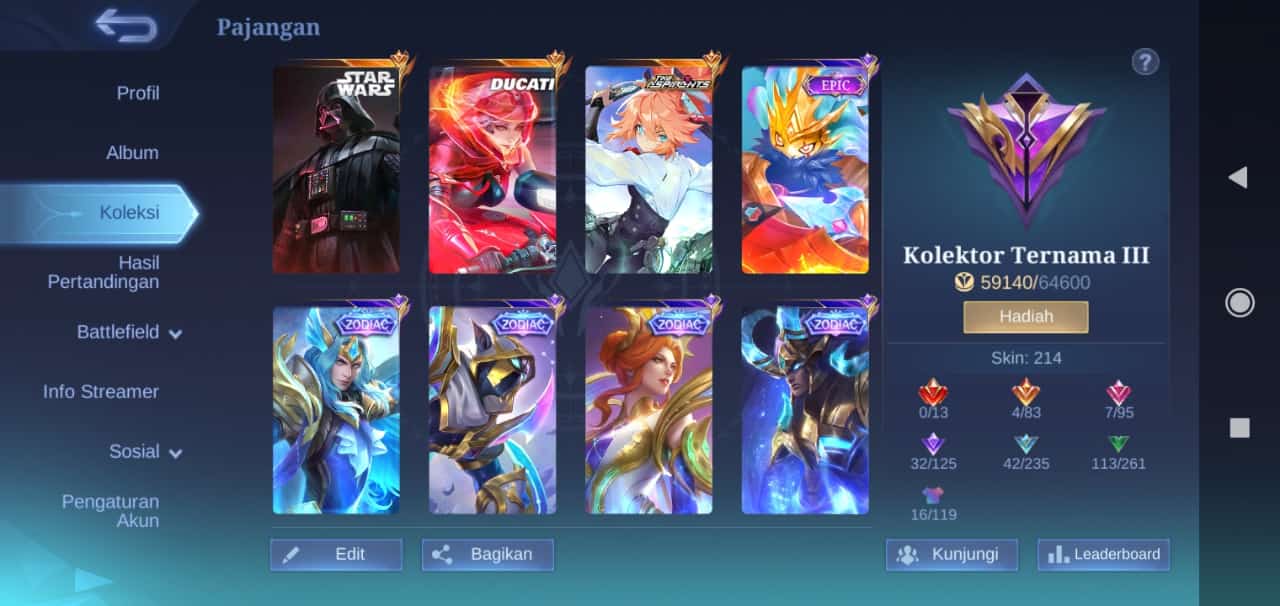 Pajangan
Profil
Album
Koleksi
Hasil
Pertandingan
Battlefield
Info Streamer
Sosial
Pengaturan
Akun
STAR
WARS
DUCATI
THE
ASPIRANTS
EPIC
ZODIAC
ZODIAC
ZODIAC
ZODIAC
Edit
Bagikan
?
Kolektor Ternama III
59140/64600
Hadiah
Skin: 214
0/13
4/83
7/95
32/125
42/235
113/261
16/119
Kunjungi
Leaderboard